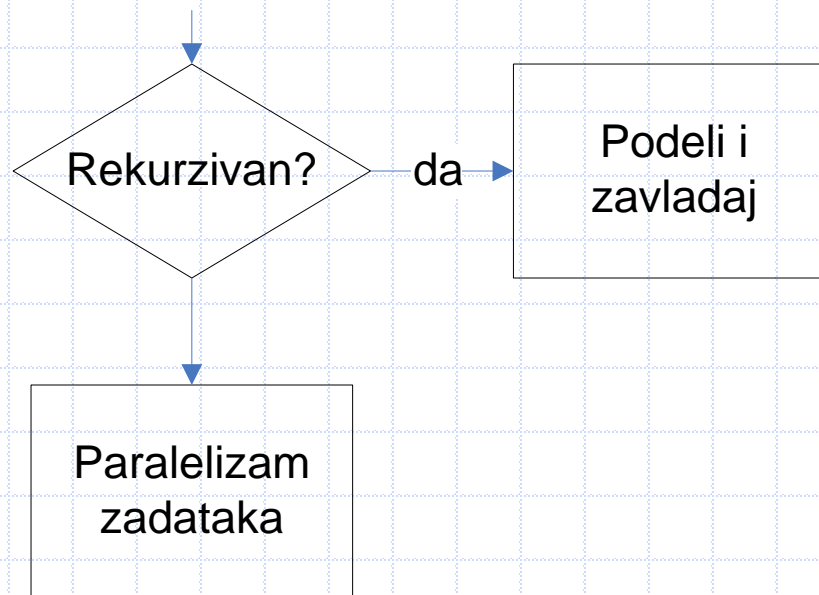 Rekurzivan?
da
Podeli i
zavladaj
Paralelizam
zadataka